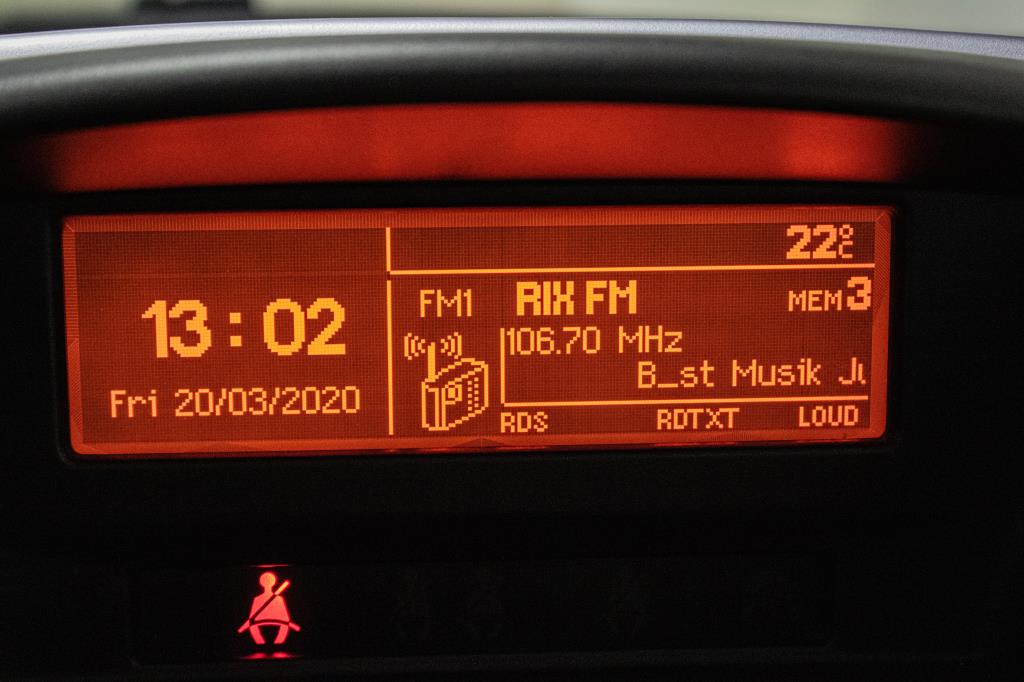 22°C
13:02
Fri 20/03/2020
FM1 RIX FM MEM3
106.70 MHz
B_st Musik
RDS RDTXT LOUD